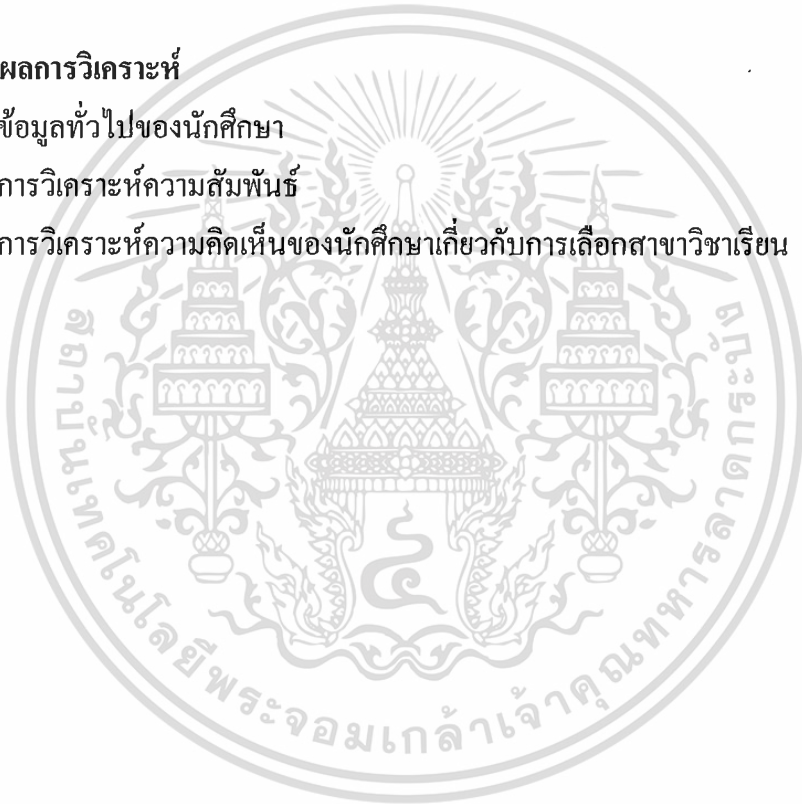 ผลการวิเคราะห์
ข้อมูลทั่วไปของนักศึกษา
การวิเคราะห์ความสัมพันธ์
การวิเคราะห์ความคิดเห็นของนักศึกษาเกี่ยวกับการเลือกสาขาวิชาเรียน
สถาบันเทคโนโลยีพระจอมเกล้าเจ้าคุณทหารลาดกระบัง
๔